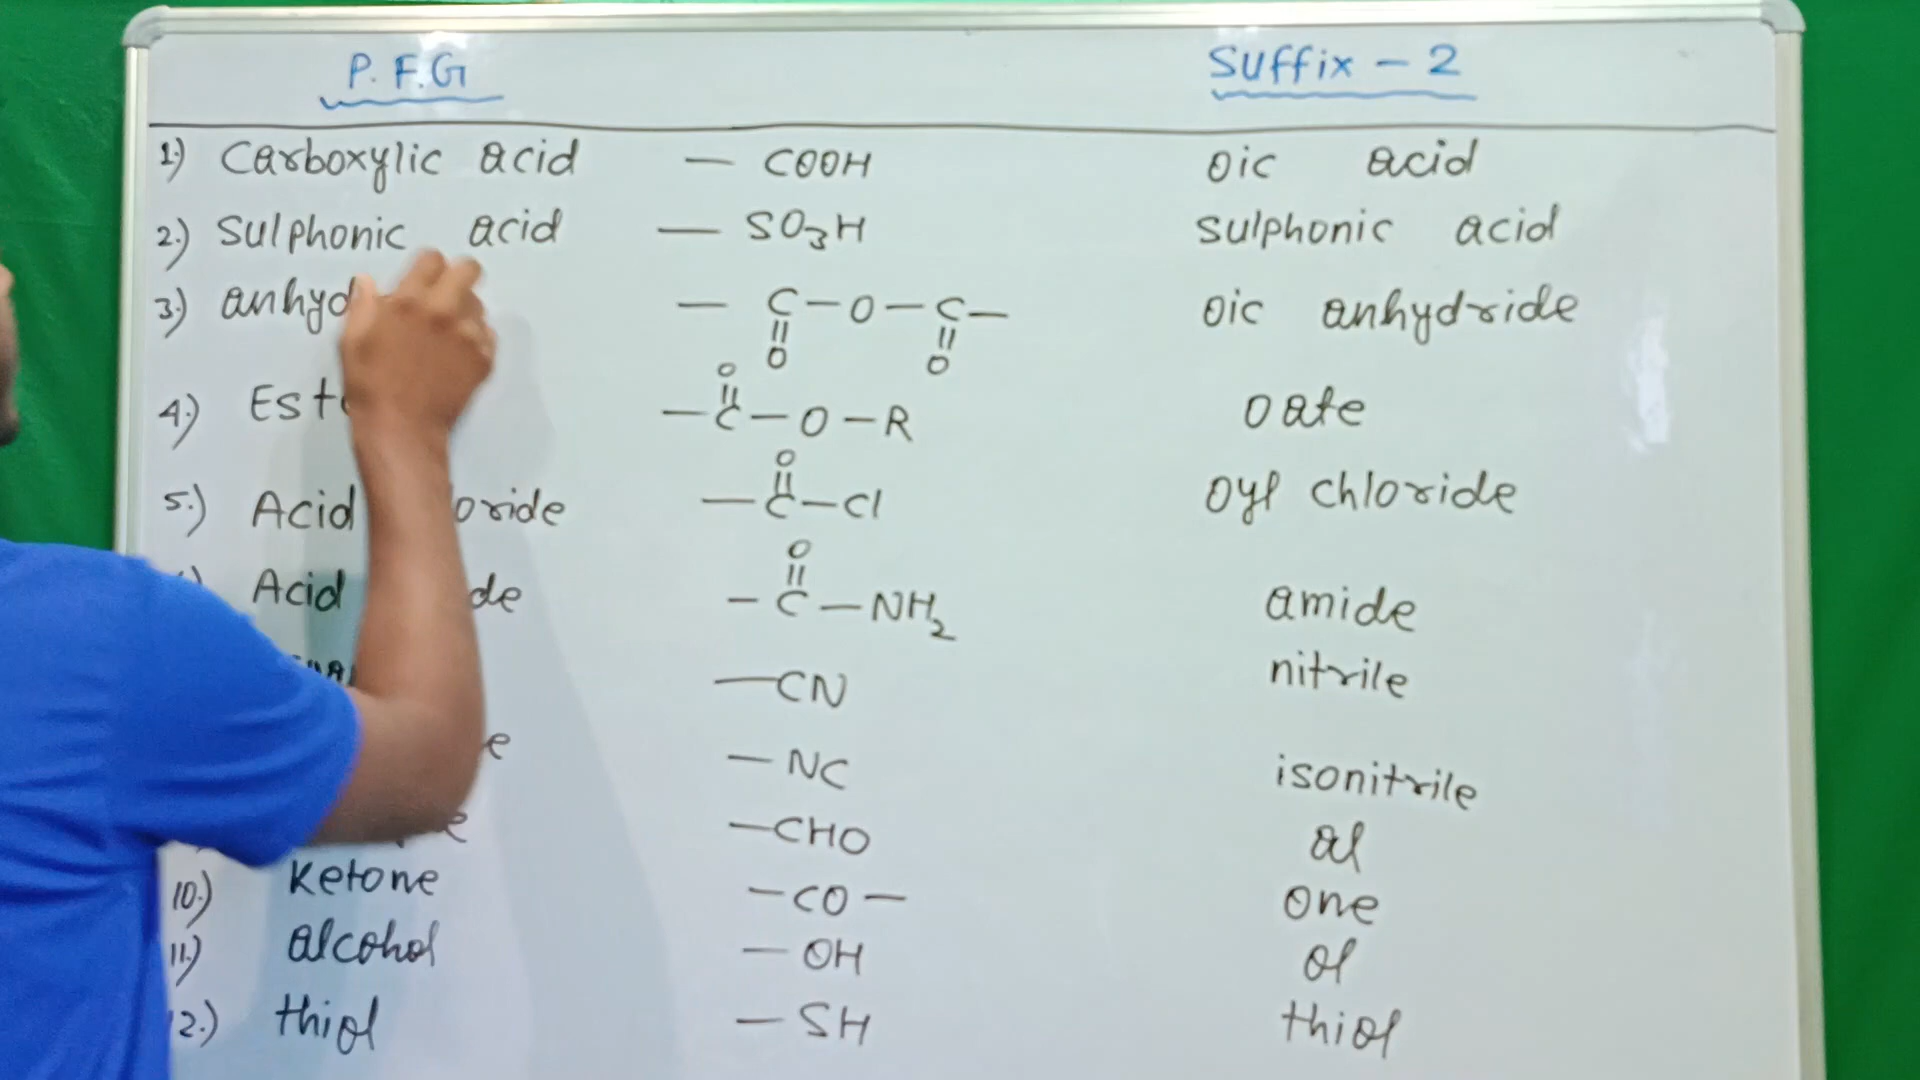 P.F.G Suffix - 2
1.) Carboxylic acid — COOH oic acid
2.) Sulphonic acid — SO3H sulphonic acid
3.) anhyd — C — O — C — oic anhydride
|| ||
O O
O
||
4.) Est — C — O — R oate
O
||
5.) Acid oride — C — Cl oyl chloride
O
||
Acid de — C — NH2 amide
— CN nitrile
e — NC isonitrile
e — CHO al
10.) Ketone — CO — one
11.) alcohol — OH ol
12.) thiol — SH thiol